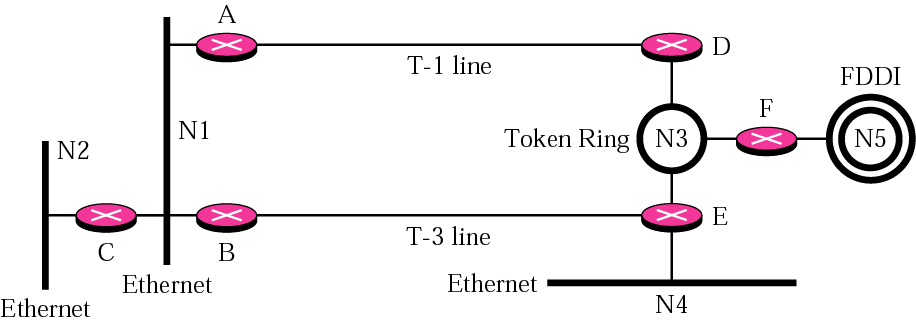 A
D
T-1 line
FDDI
F
N1
N2
Token Ring
N3
N5
C
B
E
T-3 line
Ethernet
Ethernet
Ethernet
N4